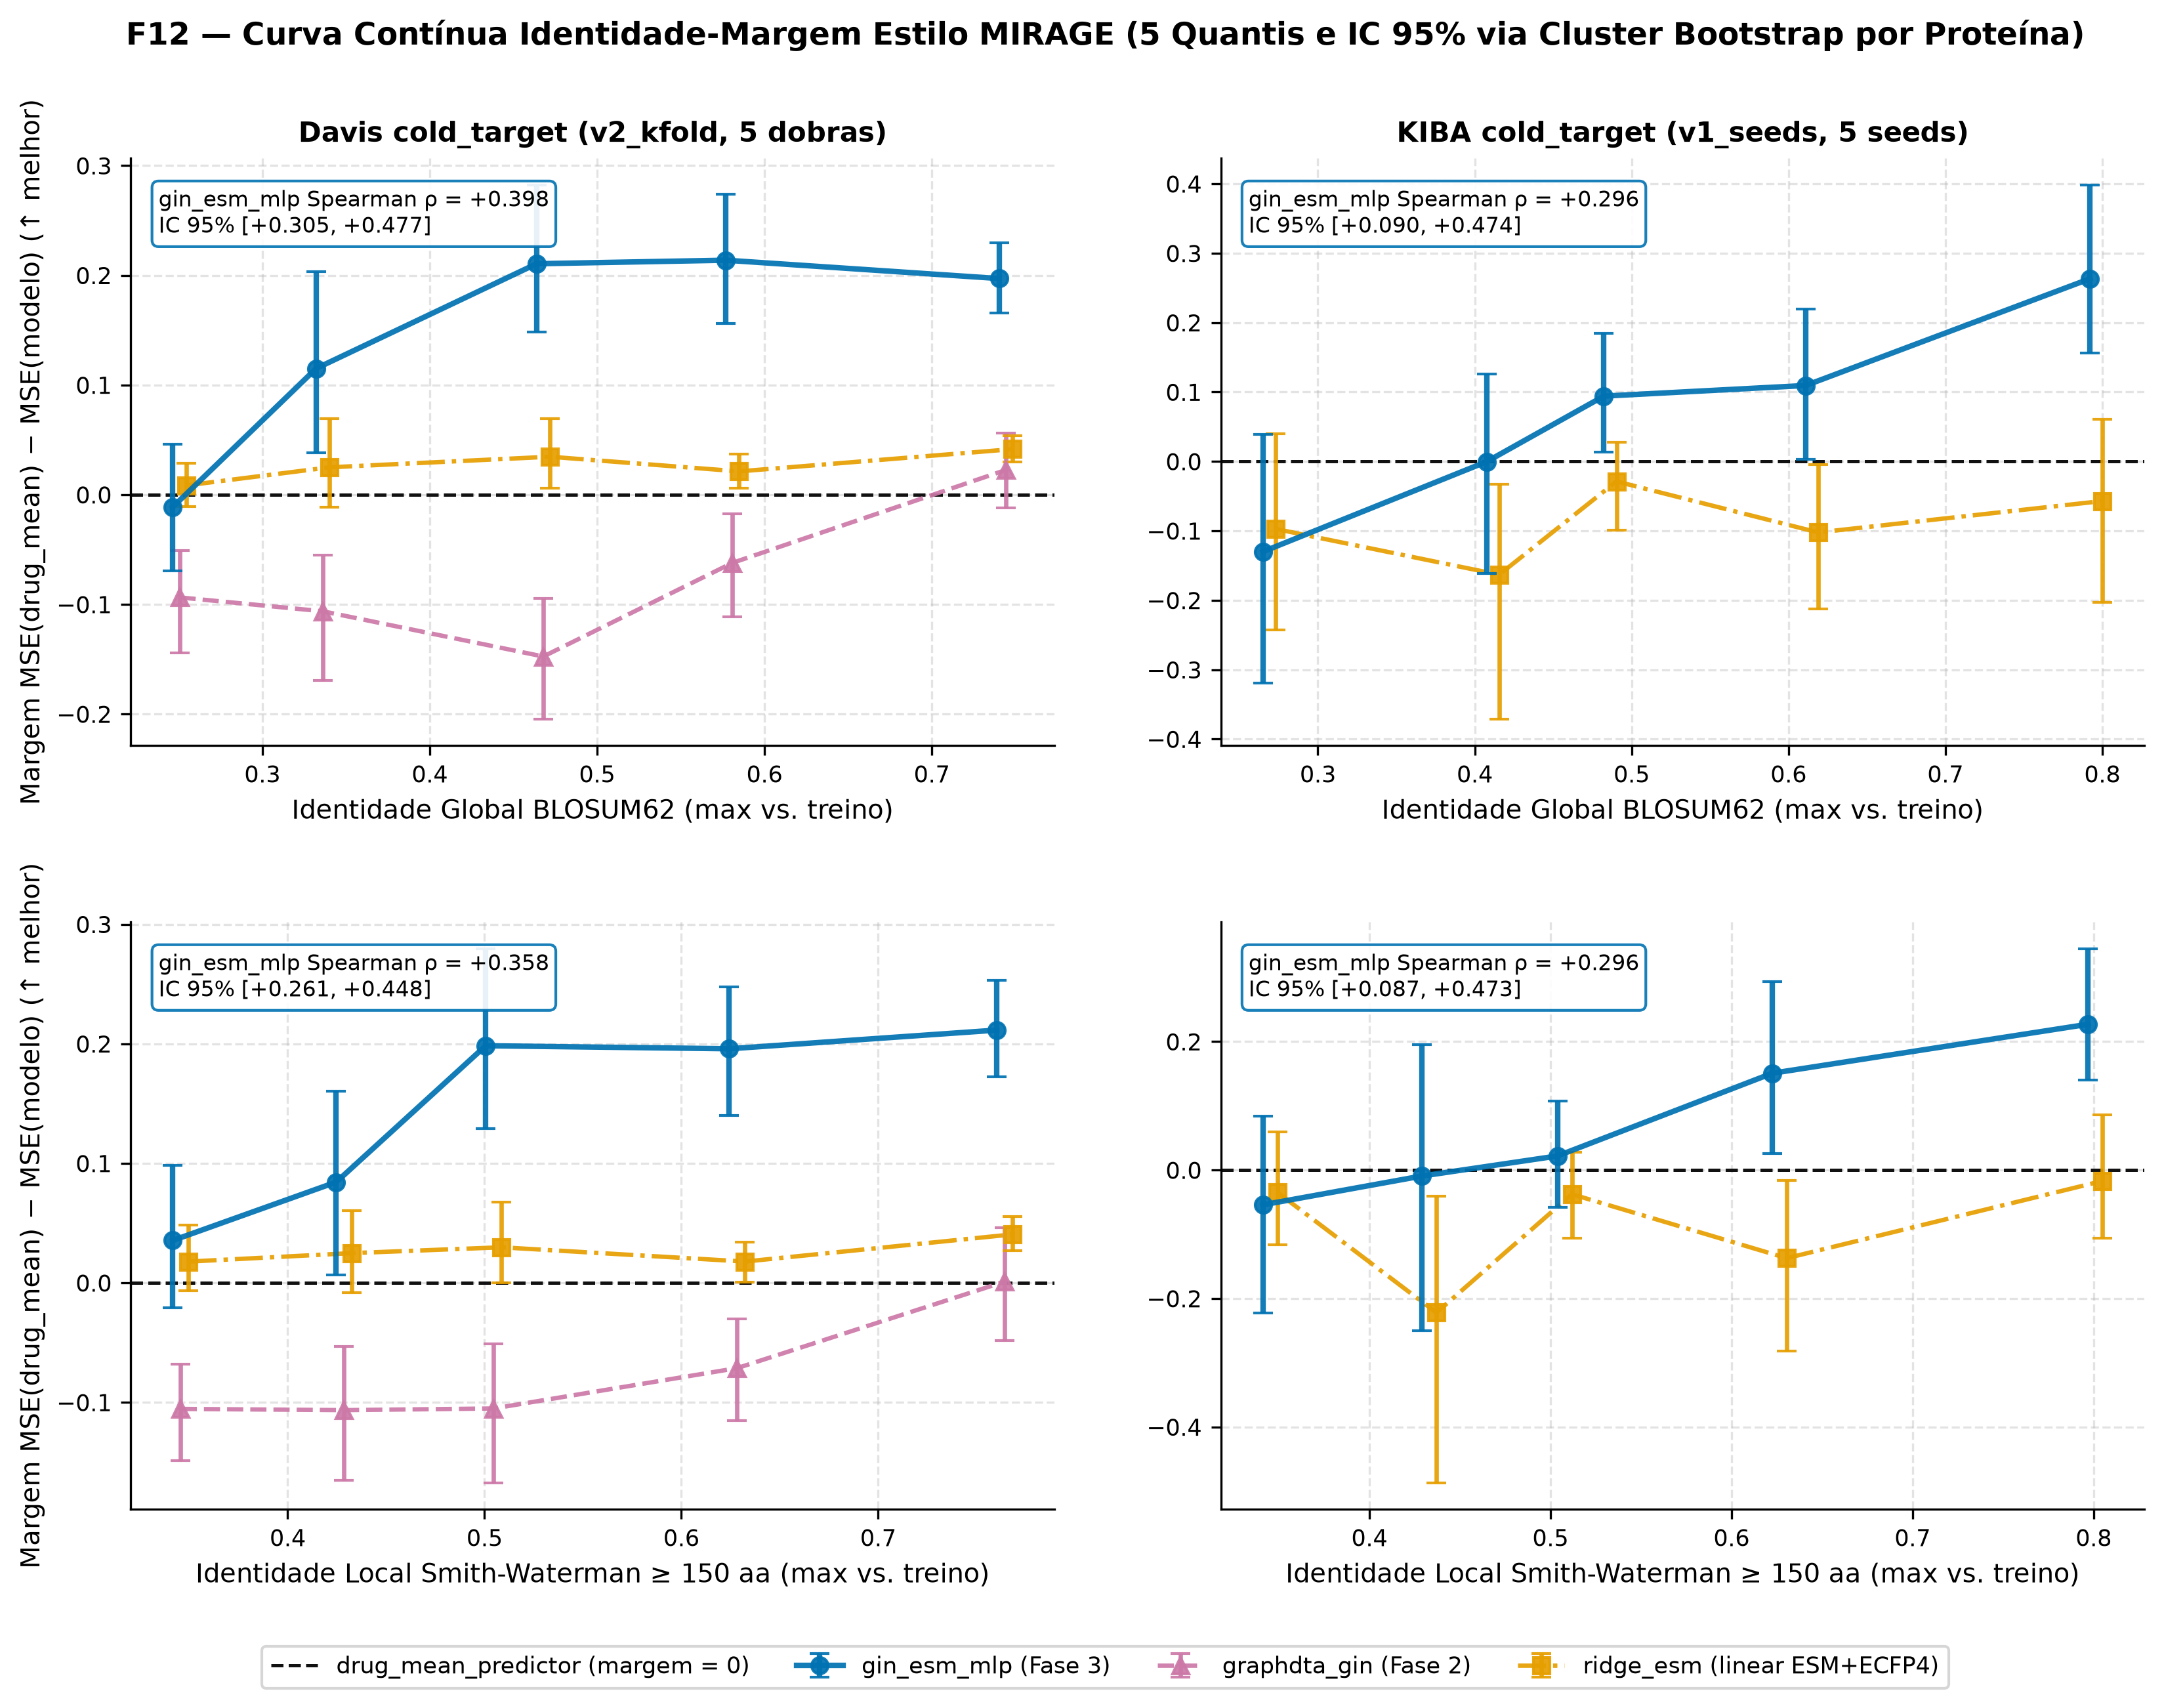 F12 — Curva Contínua Identidade-Margem Estilo MIRAGE (5 Quantis e IC 95% via Cluster Bootstrap por Proteína)
Davis cold_target (v2_kfold, 5 dobras)
Margem MSE(drug_mean) − MSE(modelo) (↑ melhor)
0.3
0.2
0.1
0.0
−0.1
−0.2
gin_esm_mlp Spearman ρ = +0.398
IC 95% [+0.305, +0.477]
0.3 0.4 0.5 0.6 0.7
Identidade Global BLOSUM62 (max vs. treino)
KIBA cold_target (v1_seeds, 5 seeds)
0.4
0.3
0.2
0.1
0.0
−0.1
−0.2
−0.3
−0.4
gin_esm_mlp Spearman ρ = +0.296
IC 95% [+0.090, +0.474]
0.3 0.4 0.5 0.6 0.7 0.8
Identidade Global BLOSUM62 (max vs. treino)
Margem MSE(drug_mean) − MSE(modelo) (↑ melhor)
0.3
0.2
0.1
0.0
−0.1
gin_esm_mlp Spearman ρ = +0.358
IC 95% [+0.261, +0.448]
0.4 0.5 0.6 0.7
Identidade Local Smith-Waterman ≥ 150 aa (max vs. treino)
0.2
0.0
−0.2
−0.4
gin_esm_mlp Spearman ρ = +0.296
IC 95% [+0.087, +0.473]
0.4 0.5 0.6 0.7 0.8
Identidade Local Smith-Waterman ≥ 150 aa (max vs. treino)
drug_mean_predictor (margem = 0) gin_esm_mlp (Fase 3) graphdta_gin (Fase 2) ridge_esm (linear ESM+ECFP4)